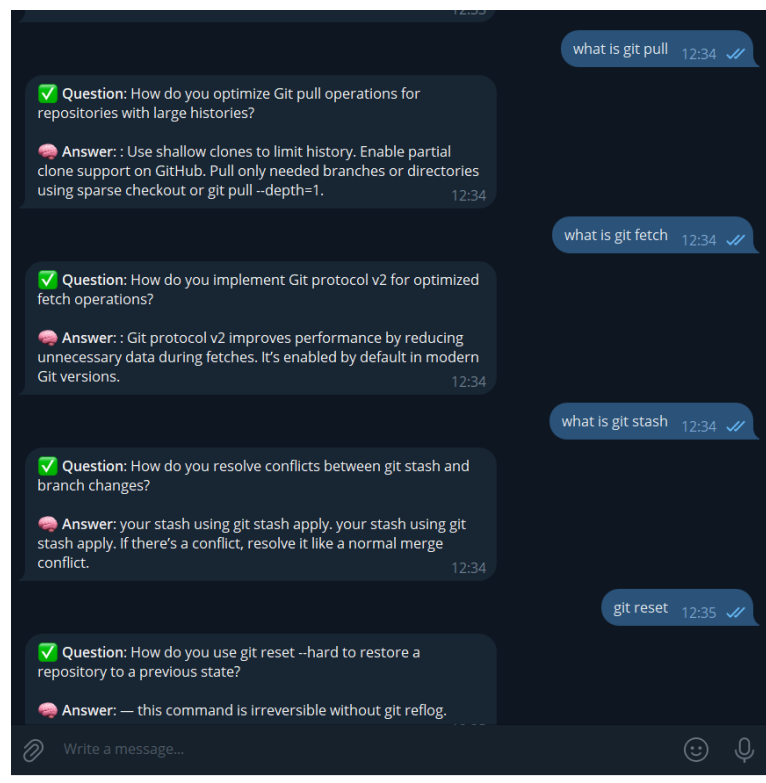 12:35
what is git pull 12:34
✅ Question: How do you optimize Git pull operations for
repositories with large histories?
🧠 Answer: : Use shallow clones to limit history. Enable partial
clone support on GitHub. Pull only needed branches or directories
using sparse checkout or git pull --depth=1.
12:34
what is git fetch 12:34
✅ Question: How do you implement Git protocol v2 for optimized
fetch operations?
🧠 Answer: : Git protocol v2 improves performance by reducing
unnecessary data during fetches. It’s enabled by default in modern
Git versions.
12:34
what is git stash 12:34
✅ Question: How do you resolve conflicts between git stash and
branch changes?
🧠 Answer: your stash using git stash apply. your stash using git
stash apply. If there’s a conflict, resolve it like a normal merge
conflict.
12:34
git reset 12:35
✅ Question: How do you use git reset --hard to restore a
repository to a previous state?
🧠 Answer: — this command is irreversible without git reflog.
Write a message...